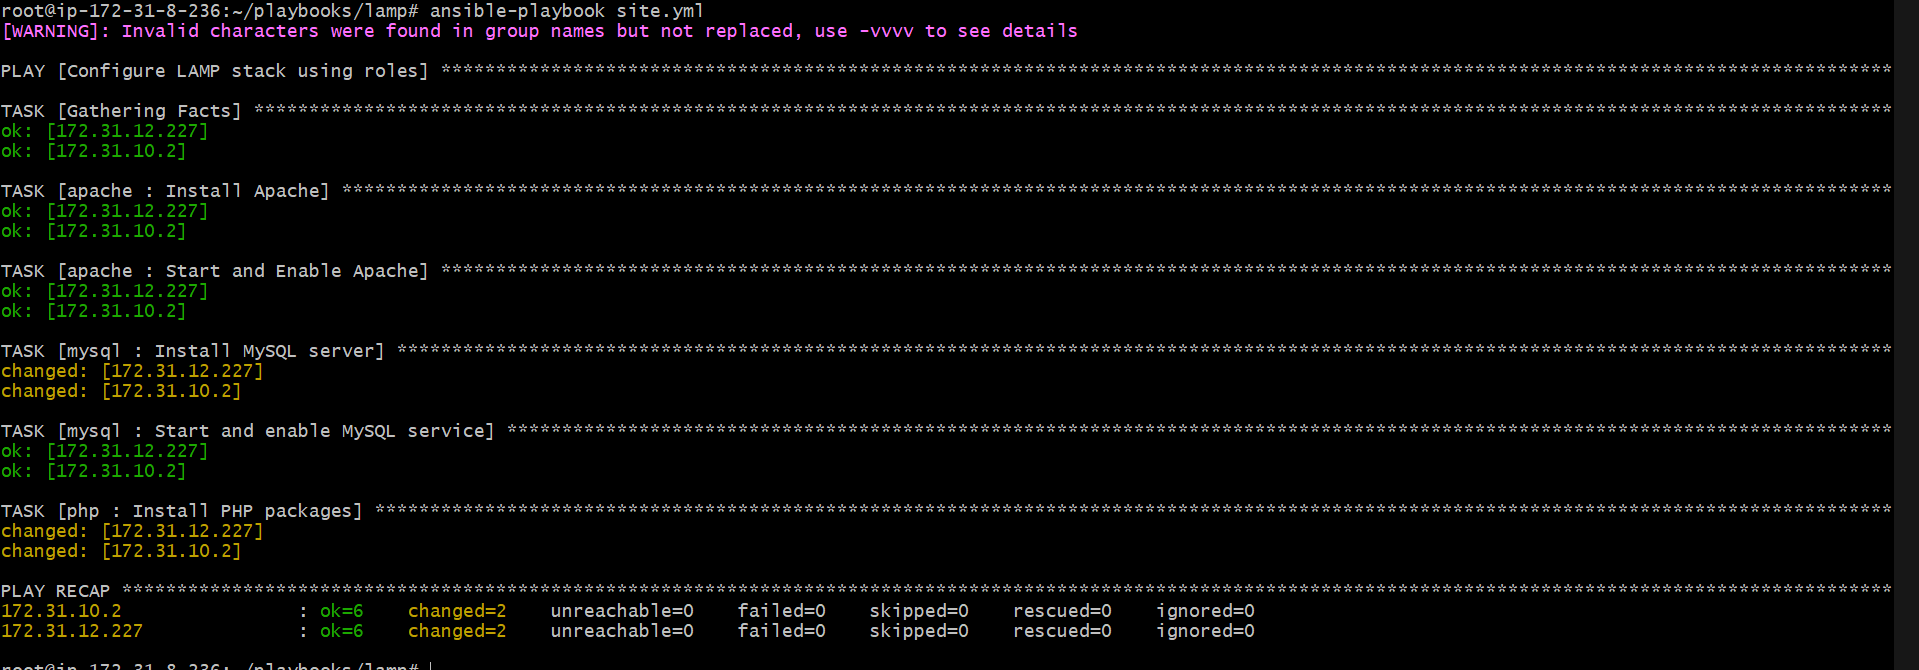 root@ip-172-31-8-236:~/playbooks/lamp# ansible-playbook site.yml
[WARNING]: Invalid characters were found in group names but not replaced, use -vvvv to see details
PLAY [Configure LAMP stack using roles] ************************************************************************************************************************************
TASK [Gathering Facts] *****************************************************************************************************************************************************
ok: [172.31.12.227]
ok: [172.31.10.2]
TASK [apache : Install Apache] *********************************************************************************************************************************************
ok: [172.31.12.227]
ok: [172.31.10.2]
TASK [apache : Start and Enable Apache] ************************************************************************************************************************************
ok: [172.31.12.227]
ok: [172.31.10.2]
TASK [mysql : Install MySQL server] ****************************************************************************************************************************************
changed: [172.31.12.227]
changed: [172.31.10.2]
TASK [mysql : Start and enable MySQL service] ******************************************************************************************************************************
ok: [172.31.12.227]
ok: [172.31.10.2]
TASK [php : Install PHP packages] ******************************************************************************************************************************************
changed: [172.31.12.227]
changed: [172.31.10.2]
PLAY RECAP *****************************************************************************************************************************************************************
172.31.10.2                : ok=6    changed=2    unreachable=0    failed=0    skipped=0    rescued=0    ignored=0
172.31.12.227              : ok=6    changed=2    unreachable=0    failed=0    skipped=0    rescued=0    ignored=0
root@ip-172-31-8-236:~/playbooks/lamp#